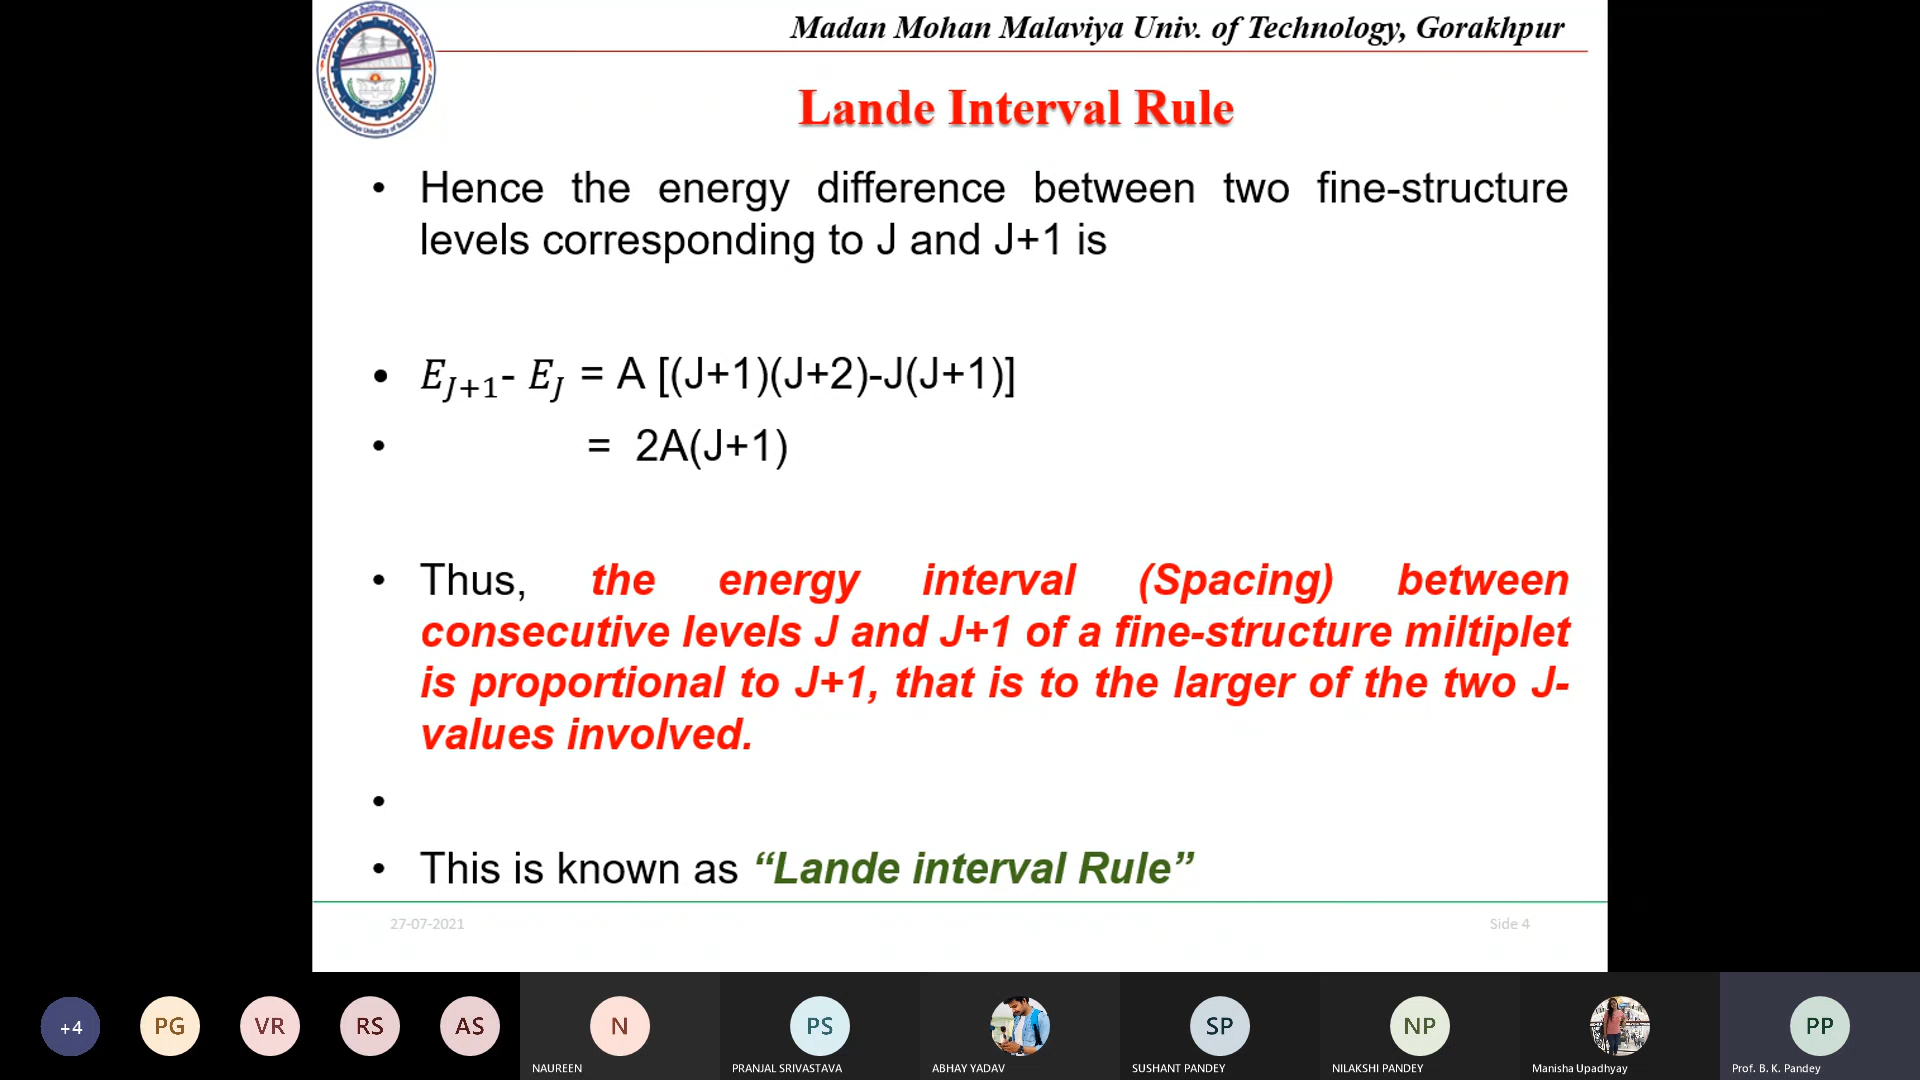 Madan Mohan Malaviya Univ. of Technology, Gorakhpur
Lande Interval Rule
• Hence the energy difference between two fine-structure
levels corresponding to J and J+1 is
• E_{J+1}- E_J = A [(J+1)(J+2)-J(J+1)]
• = 2A(J+1)
• Thus, the energy interval (Spacing) between
consecutive levels J and J+1 of a fine-structure miltiplet
is proportional to J+1, that is to the larger of the two J-
values involved.
•
• This is known as “Lande interval Rule”
27-07-2021
Side 4
+4
PG
VR
RS
AS
N
PS
SP
NP
PP
NAUREEN
PRANJAL SRIVASTAVA
ABHAY YADAV
SUSHANT PANDEY
NILAKSHI PANDEY
Manisha Upadhyay
Prof. B. K. Pandey